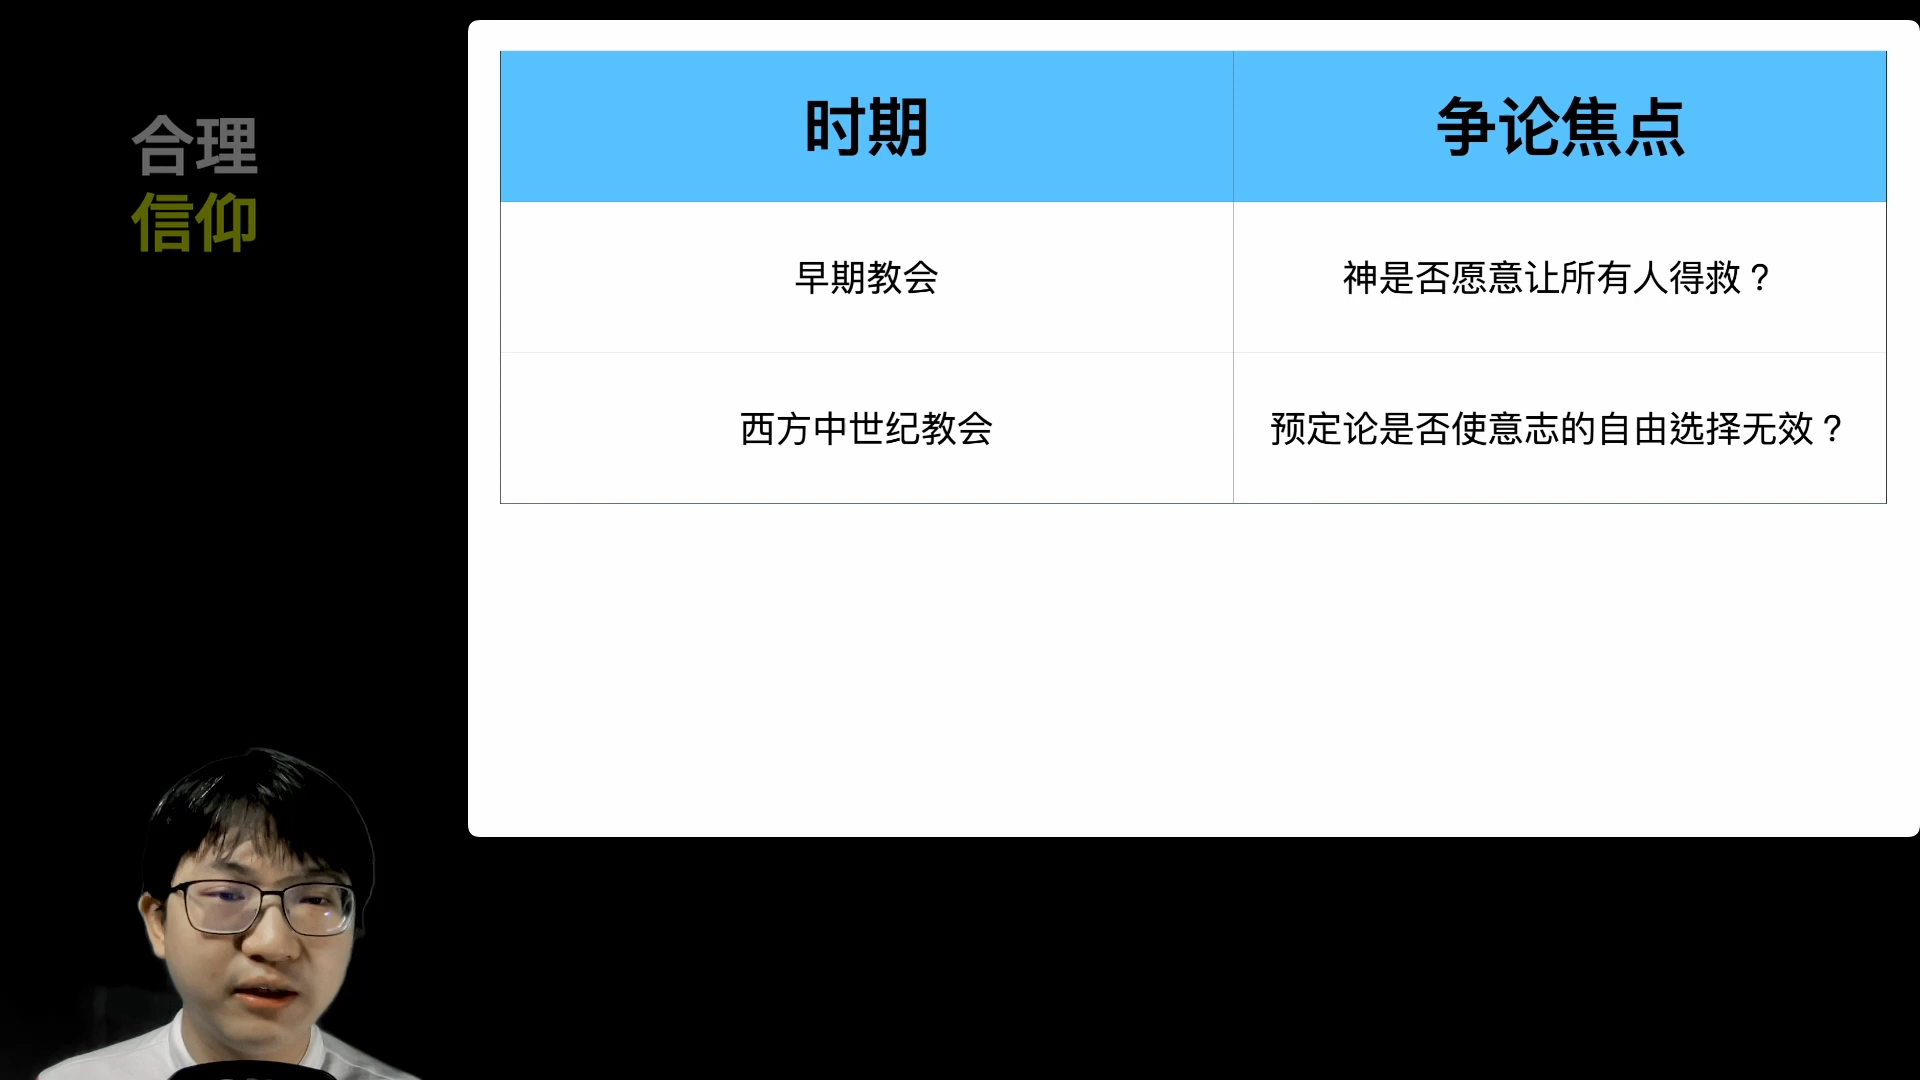 合理
信仰
时期
争论焦点
早期教会
神是否愿意让所有人得救？
西方中世纪教会
预定论是否使意志的自由选择无效？